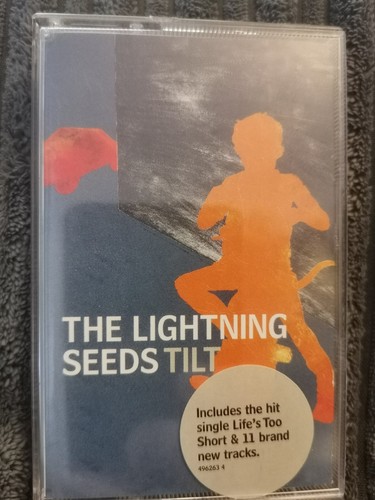 THE LIGHTNING
SEEDS TILT
Includes the hit
single Life's Too
Short & 11 brand
new tracks.
496263 4